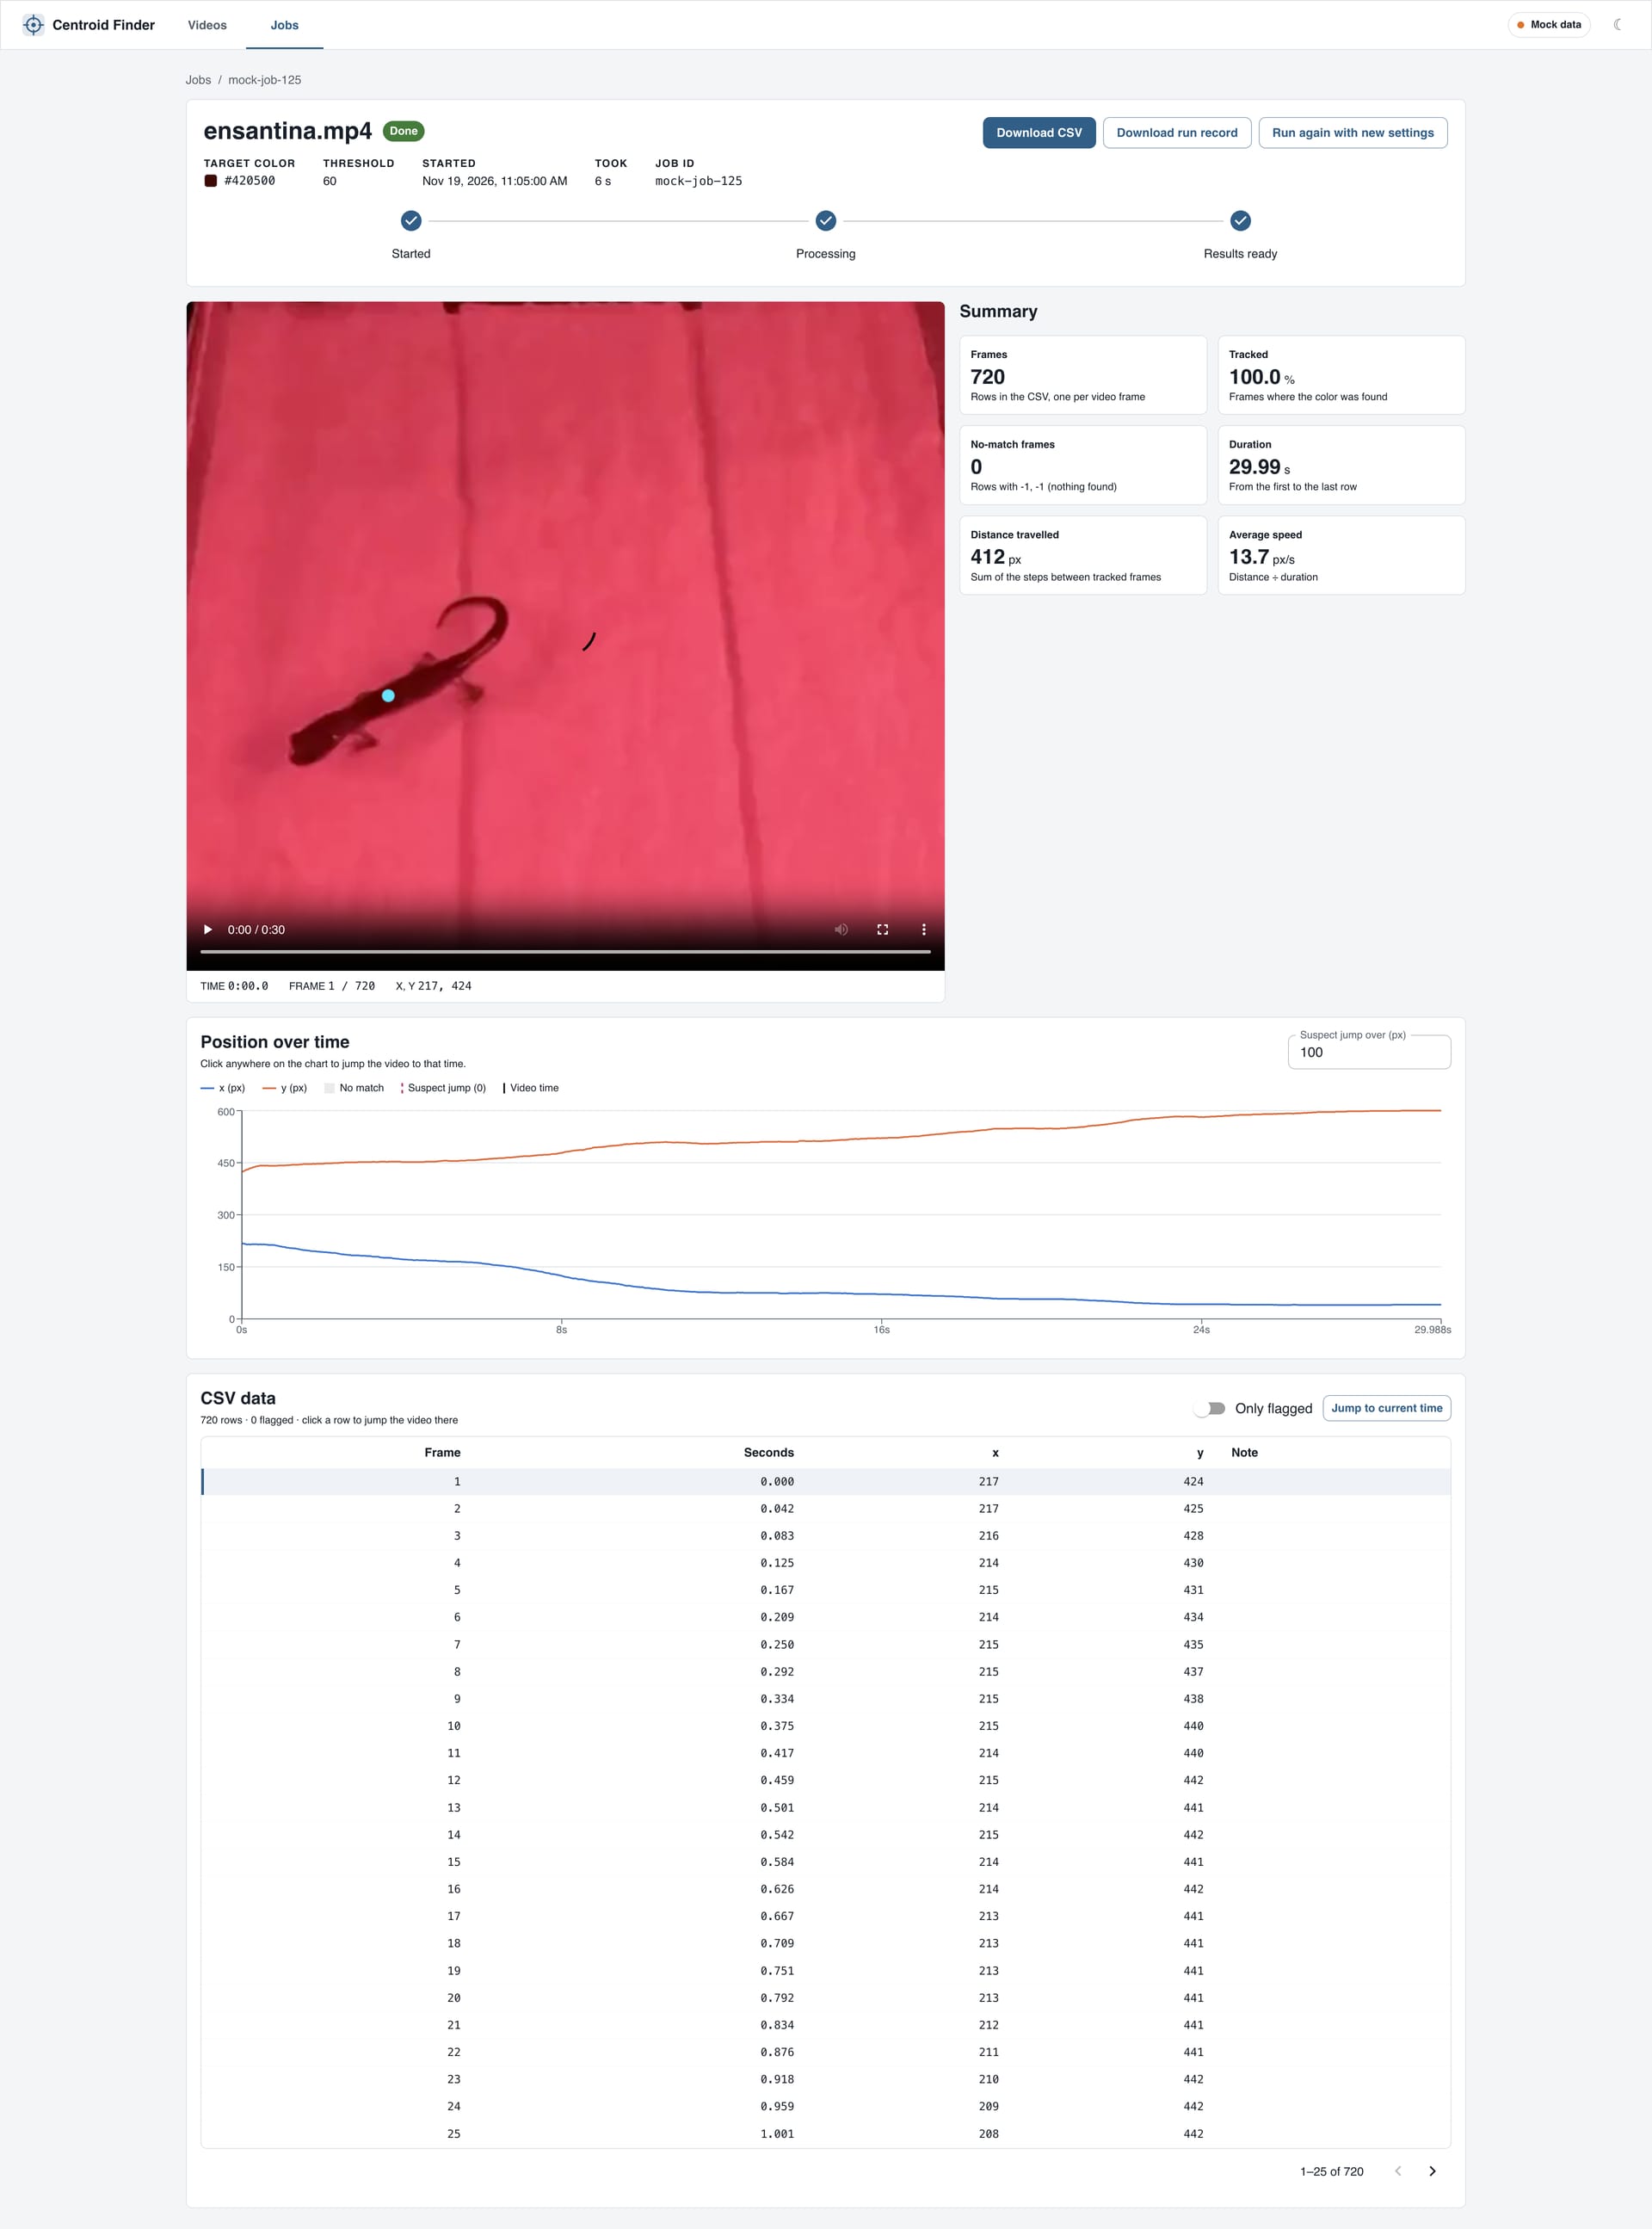 Centroid Finder Videos Jobs Mock data
Jobs / mock-job-125
ensantina.mp4 Done Download CSV Download run record Run again with new settings
TARGET COLOR THRESHOLD STARTED TOOK JOB ID
#420500 60 Nov 19, 2026, 11:05:00 AM 6 s mock-job-125
Started Processing Results ready
Summary
Frames Tracked
720 100.0 %
Rows in the CSV, one per video frame Frames where the color was found
No-match frames Duration
0 29.99 s
Rows with -1, -1 (nothing found) From the first to the last row
Distance travelled Average speed
412 px 13.7 px/s
Sum of the steps between tracked frames Distance ÷ duration
0:00 / 0:30
TIME 0:00.0 FRAME 1 / 720 X, Y 217, 424
Position over time Suspect jump over (px)
Click anywhere on the chart to jump the video to that time. 100
x (px) y (px) No match Suspect jump (0) Video time
600
450
300
150
0
0s 8s 16s 24s 29.988s
CSV data
720 rows · 0 flagged · click a row to jump the video there Only flagged Jump to current time
Frame Seconds x y Note
1 0.000 217 424
2 0.042 217 425
3 0.083 216 428
4 0.125 214 430
5 0.167 215 431
6 0.209 214 434
7 0.250 215 435
8 0.292 215 437
9 0.334 215 438
10 0.375 215 440
11 0.417 214 440
12 0.459 215 442
13 0.501 214 441
14 0.542 215 442
15 0.584 214 441
16 0.626 214 442
17 0.667 213 441
18 0.709 213 441
19 0.751 213 441
20 0.792 213 441
21 0.834 212 441
22 0.876 211 441
23 0.918 210 442
24 0.959 209 442
25 1.001 208 442
1–25 of 720